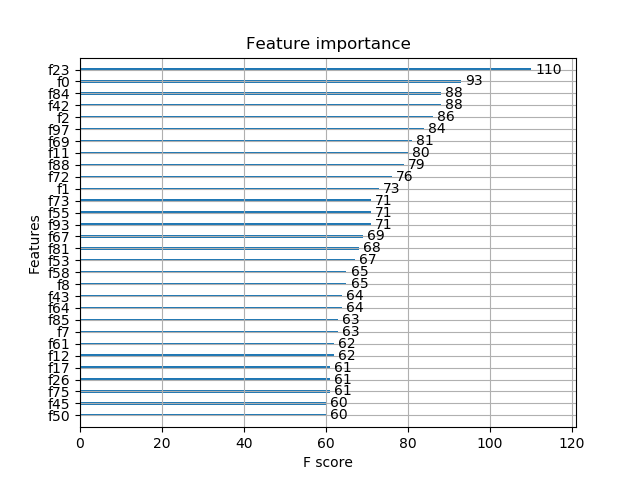 Feature importance
f23 110
f0 93
f84 88
f42 88
f2 86
f97 84
f69 81
f11 80
f88 79
f72 76
f1 73
f73 71
f55 71
f93 71
f67 69
f81 68
f53 67
f58 65
f8 65
f43 64
f64 64
f85 63
f7 63
f61 62
f12 62
f17 61
f26 61
f75 61
f45 60
f50 60
Features
0 20 40 60 80 100 120
F score